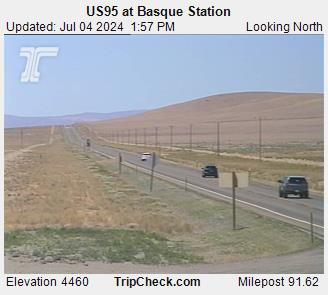 US95 at Basque Station
Updated: Jul 04 2024 1:57 PM Looking North
Elevation 4460 TripCheck.com Milepost 91.62